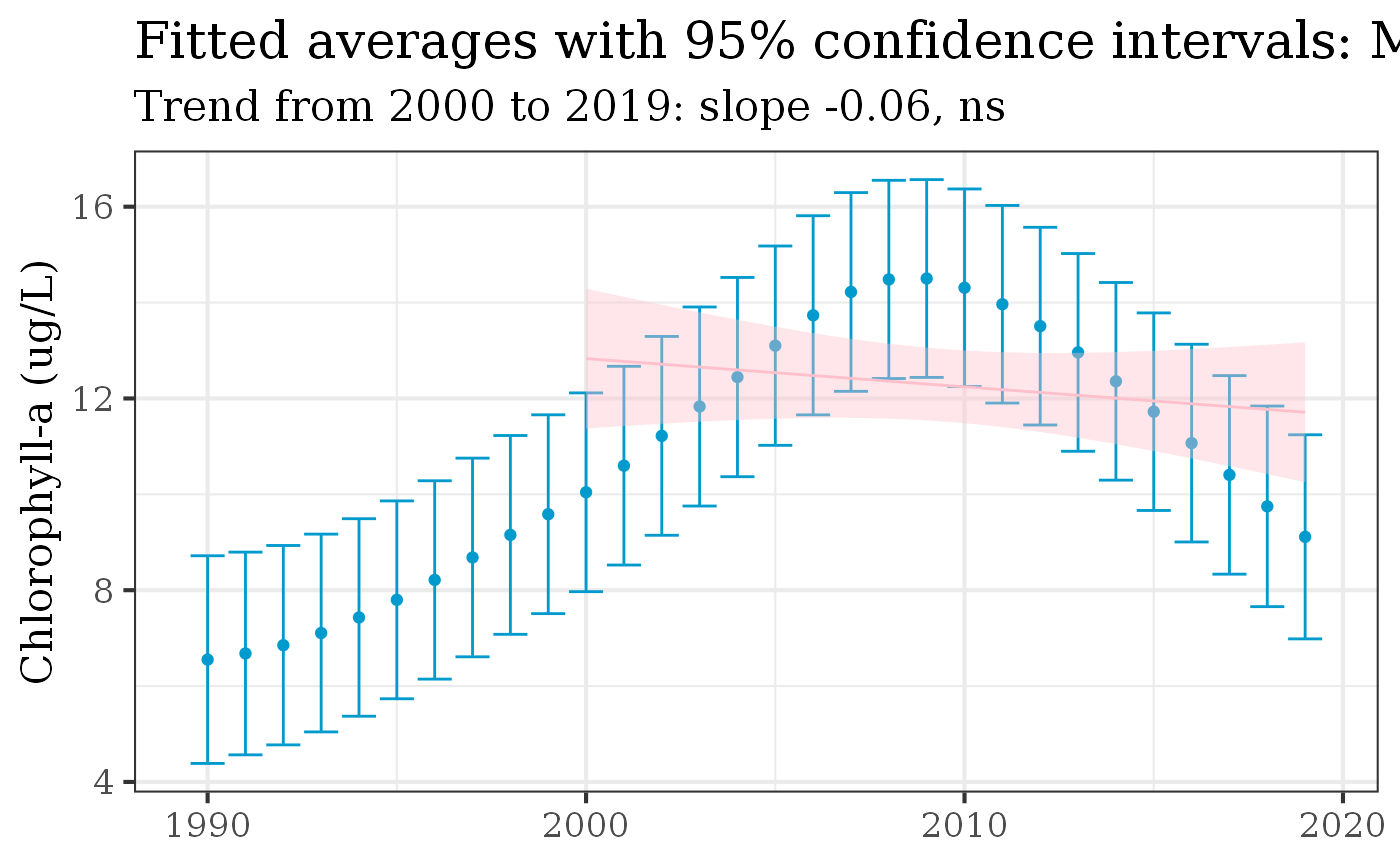 Fitted averages with 95% confidence intervals:
Trend from 2000 to 2019: slope -0.06, ns
Chlorophyll-a (ug/L)
16
12
8
4
1990 2000 2010 2020